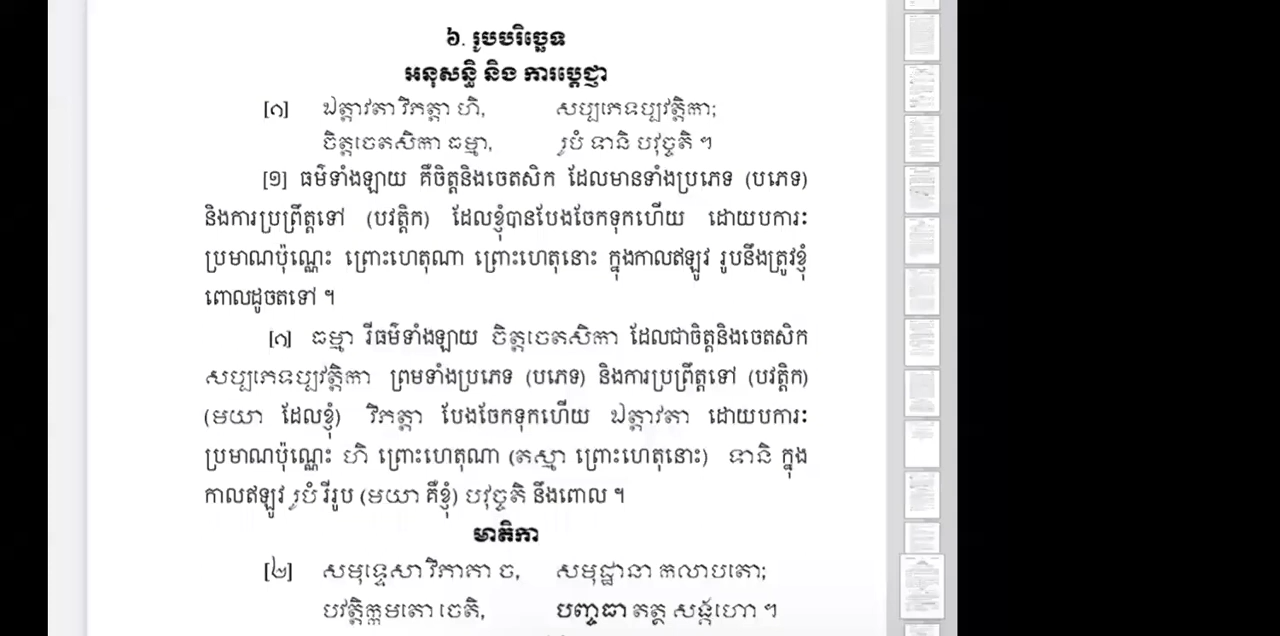 ៦. រូបបរិច្ឆេទ
អនុសន្ធិ និង ការប្ដេជ្ញា
[១] ឯត្តាវតា វិភត្តា ហិ, សប្បភេទប្បវត្តិកា;
ចិត្តចេតសិកា ធម្មា, រូបំ ទានិ បវុច្ចតិ ។
[១] ធម៌ទាំងឡាយ គឺចិត្តនិងចេតសិក ដែលមានទាំងប្រភេទ (បភេទ)
និងការប្រព្រឹត្តទៅ (បវត្តិក) ដែលខ្ញុំបានបែងចែកទុកហើយ ដោយបការៈ
ប្រមាណប៉ុណ្ណេះ ព្រោះហេតុណា ព្រោះហេតុនោះ ក្នុងកាលឥឡូវ រូបនឹងត្រូវខ្ញុំ
ពោលដូចតទៅ ។
[១] ធម្មា រីធម៌ទាំងឡាយ ចិត្តចេតសិកា ដែលជាចិត្តនិងចេតសិក
សប្បភេទប្បវត្តិកា ព្រមទាំងប្រភេទ (បភេទ) និងការប្រព្រឹត្តទៅ (បវត្តិក)
(មយា ដែលខ្ញុំ) វិភត្តា បែងចែកទុកហើយ ឯត្តាវតា ដោយបការៈ
ប្រមាណប៉ុណ្ណេះ ហិ ព្រោះហេតុណា (តស្មា ព្រោះហេតុនោះ) ទានិ ក្នុង
កាលឥឡូវ រូបំ រីរូប (មយា គឺខ្ញុំ) បវុច្ចតិ នឹងពោល ។
មាតិកា
[២] សមុទ្ទេសា វិភាគា ច, សមុដ្ឋានា កលាបតោ;
បវត្តិក្កមតោ ចេតិ, បញ្ចធា តត្ថ សង្គហោ ។